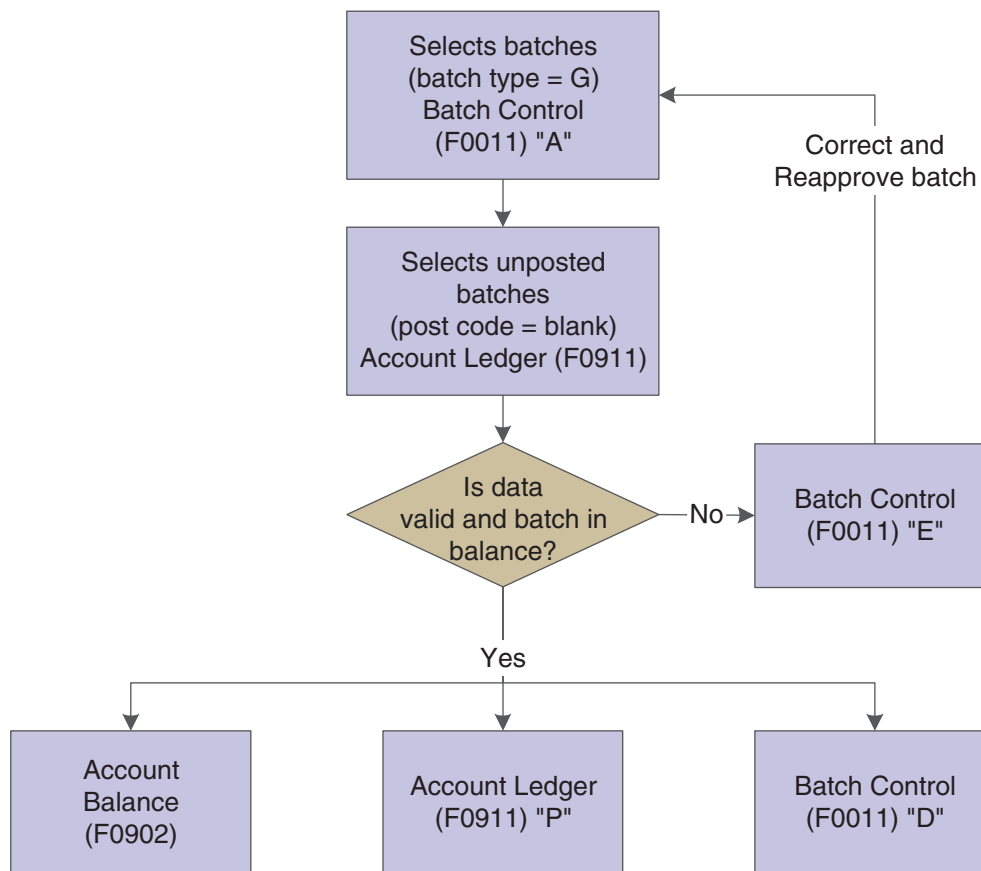 Selects batches
(batch type = G)
Batch Control
(F0011) "A"
Correct and
Reapprove batch
Selects unposted
batches
(post code = blank)
Account Ledger (F0911)
Is data
valid and batch in
balance?
No
Batch Control
(F0011) "E"
Yes
Account
Balance
(F0902)
Account Ledger
(F0911) "P"
Batch Control
(F0011) "D"